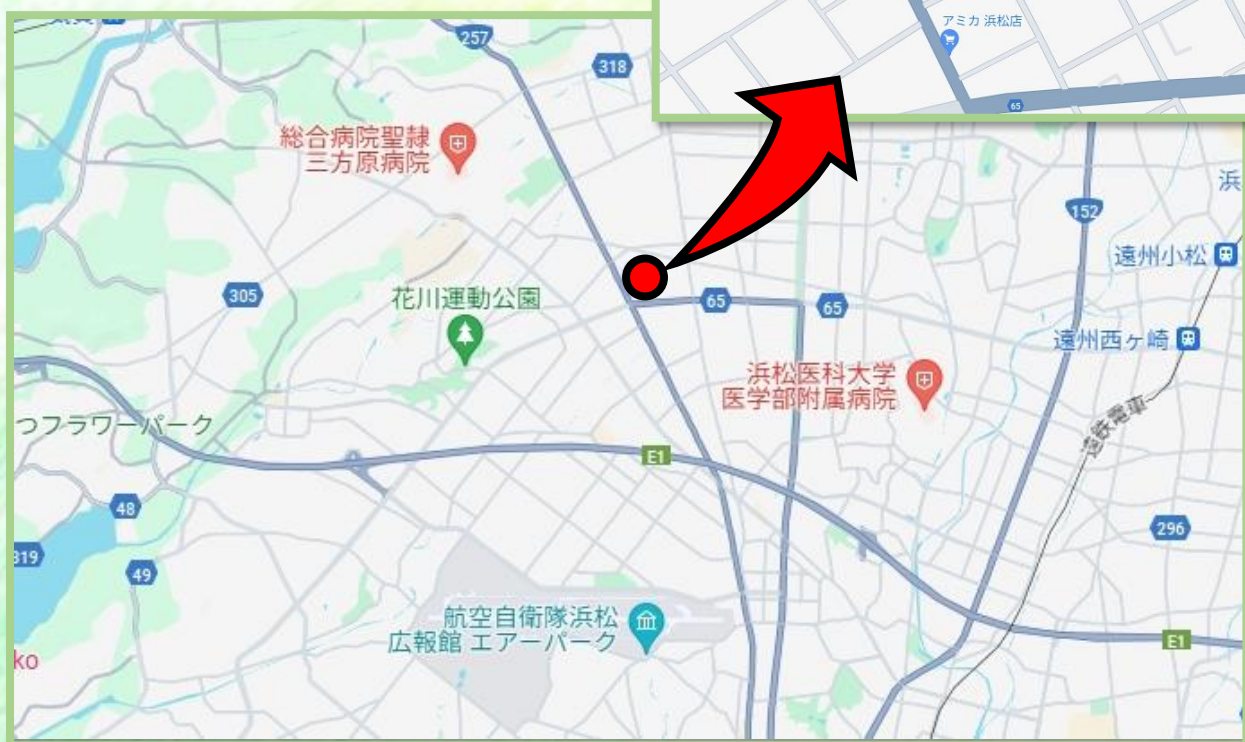 アミカ 浜松店
65
257
318
総合病院聖隷
三方原病院
浜
152
遠州小松
305
花川運動公園
65
65
遠州西ヶ崎
浜松医科大学
医学部附属病院
つフラワーパーク
遠鉄電車
E1
48
296
319
49
航空自衛隊浜松
広報館 エアーパーク
E1
ko